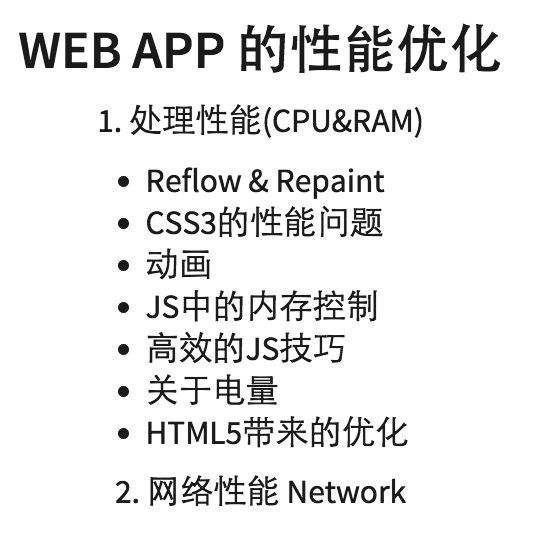 WEB APP 的性能优化
1. 处理性能(CPU&RAM)
• Reflow & Repaint
• CSS3的性能问题
• 动画
• JS中的内存控制
• 高效的JS技巧
• 关于电量
• HTML5带来的优化
2. 网络性能 Network